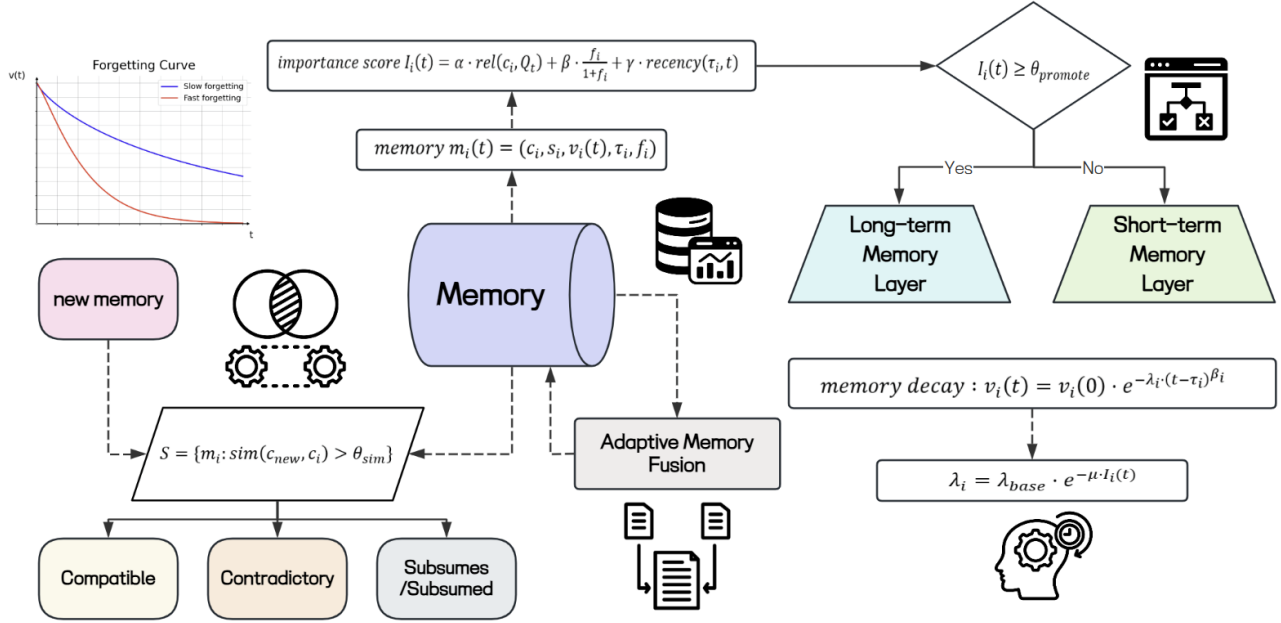 importance score I_i(t) = α · rel(c_i, Q_t) + β · f_i/(1+f_i) + γ · recency(τ_i, t)
I_i(t) ≥ θ_promote
v(t)
Forgetting Curve
Slow forgetting
Fast forgetting
t
memory m_i(t) = (c_i, s_i, v_i(t), τ_i, f_i)
Yes
No
Long-term
Memory
Layer
Short-term
Memory
Layer
new memory
Memory
memory decay : v_i(t) = v_i(0) · e^{-λ_i·(t-τ_i)^{β_i}}
S = {m_i: sim(c_new, c_i) > θ_sim}
Adaptive Memory
Fusion
λ_i = λ_base · e^{-μ·I_i(t)}
Compatible
Contradictory
Subsumes
/Subsumed